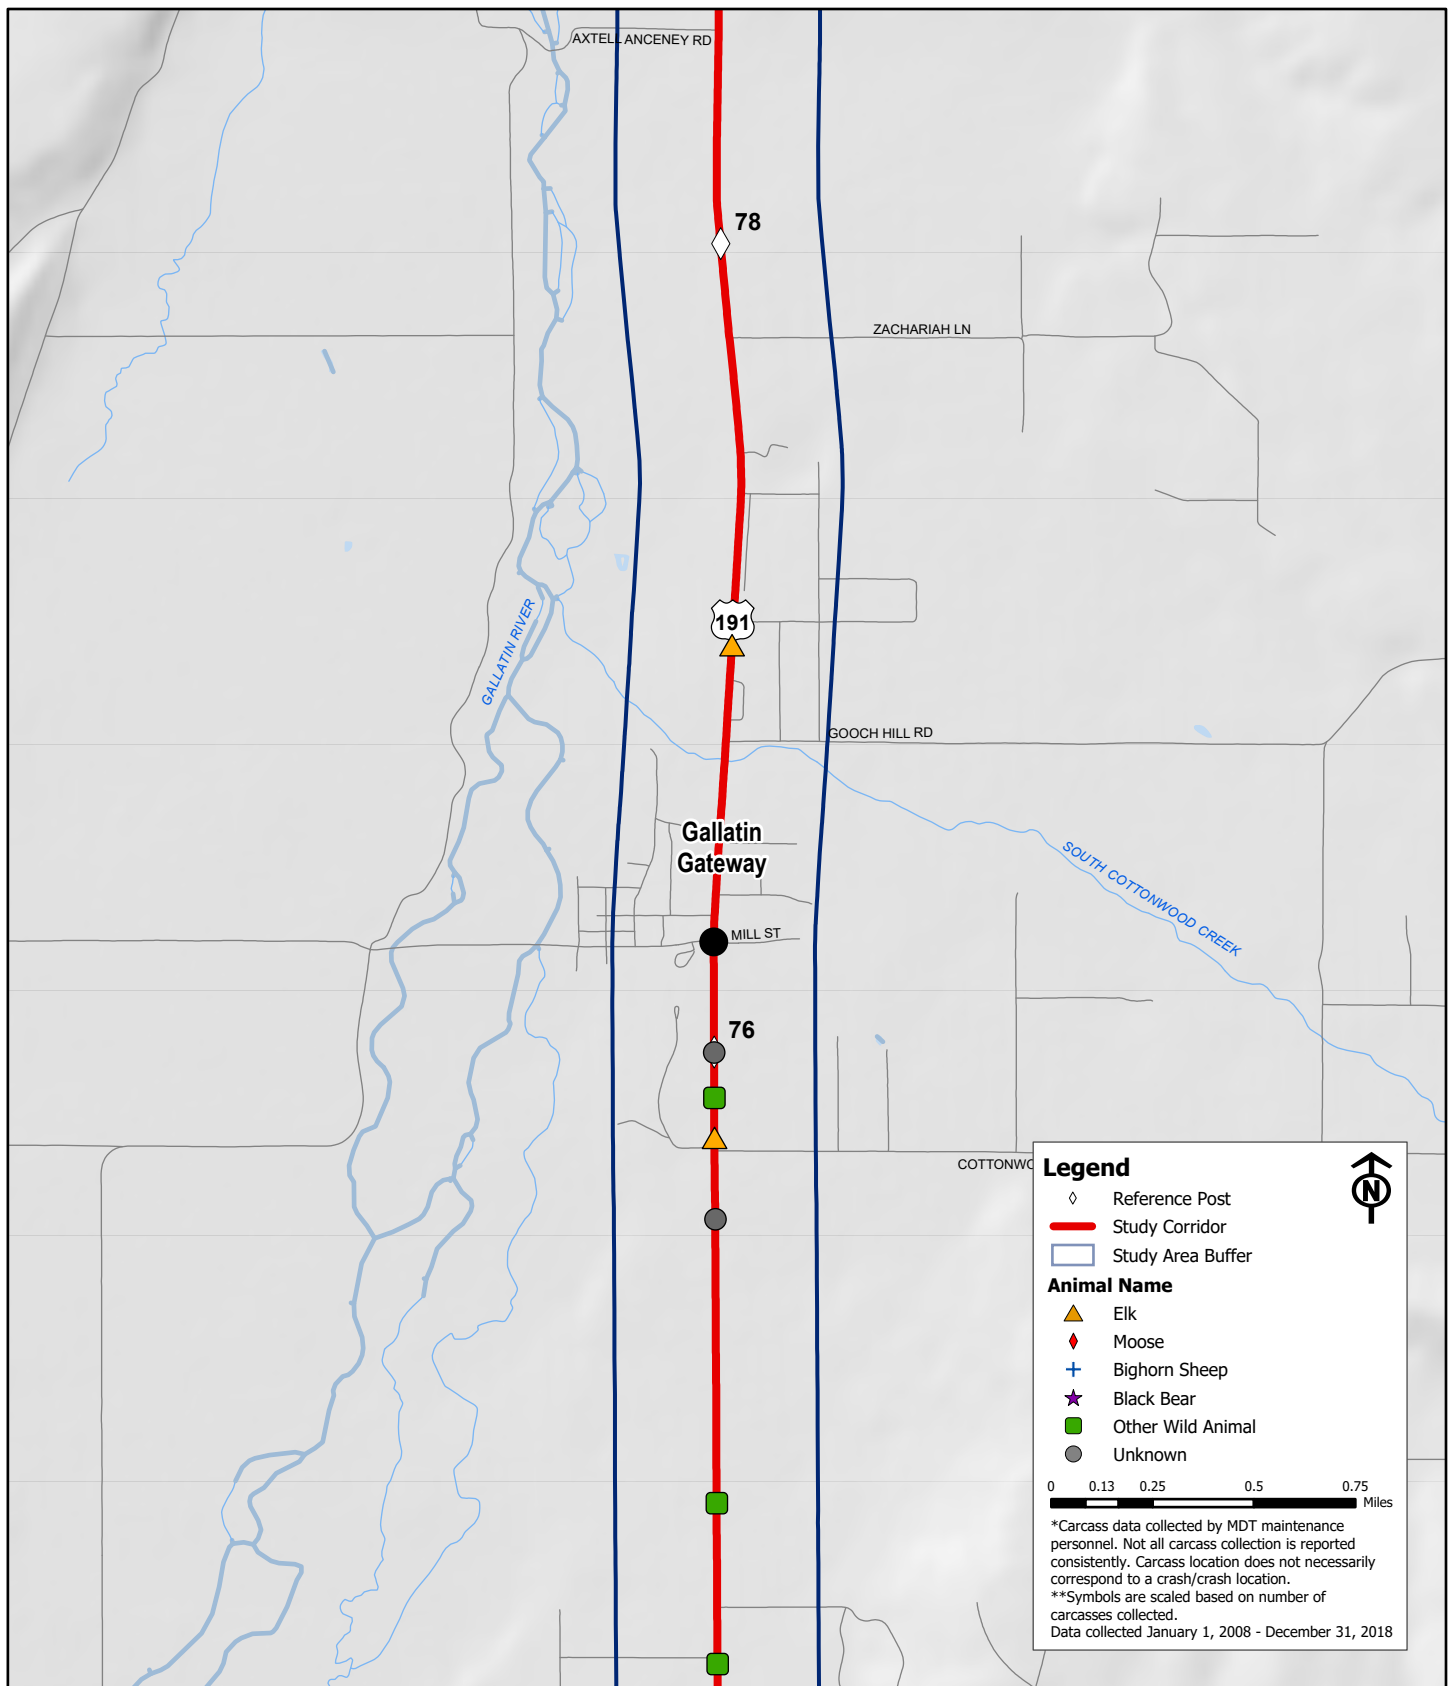 AXTELL ANCENEY RD
78
ZACHARIAH LN
191
GALLATIN RIVER
GOOCH HILL RD
Gallatin
Gateway
SOUTH COTTONWOOD CREEK
MILL ST
76
COTTONWO
Legend
N
Reference Post
Study Corridor
Study Area Buffer
Animal Name
Elk
Moose
Bighorn Sheep
Black Bear
Other Wild Animal
Unknown
0 0.13 0.25 0.5 0.75
Miles
*Carcass data collected by MDT maintenance
personnel. Not all carcass collection is reported
consistently. Carcass location does not necessarily
correspond to a crash/crash location.
**Symbols are scaled based on number of
carcasses collected.
Data collected January 1, 2008 - December 31, 2018